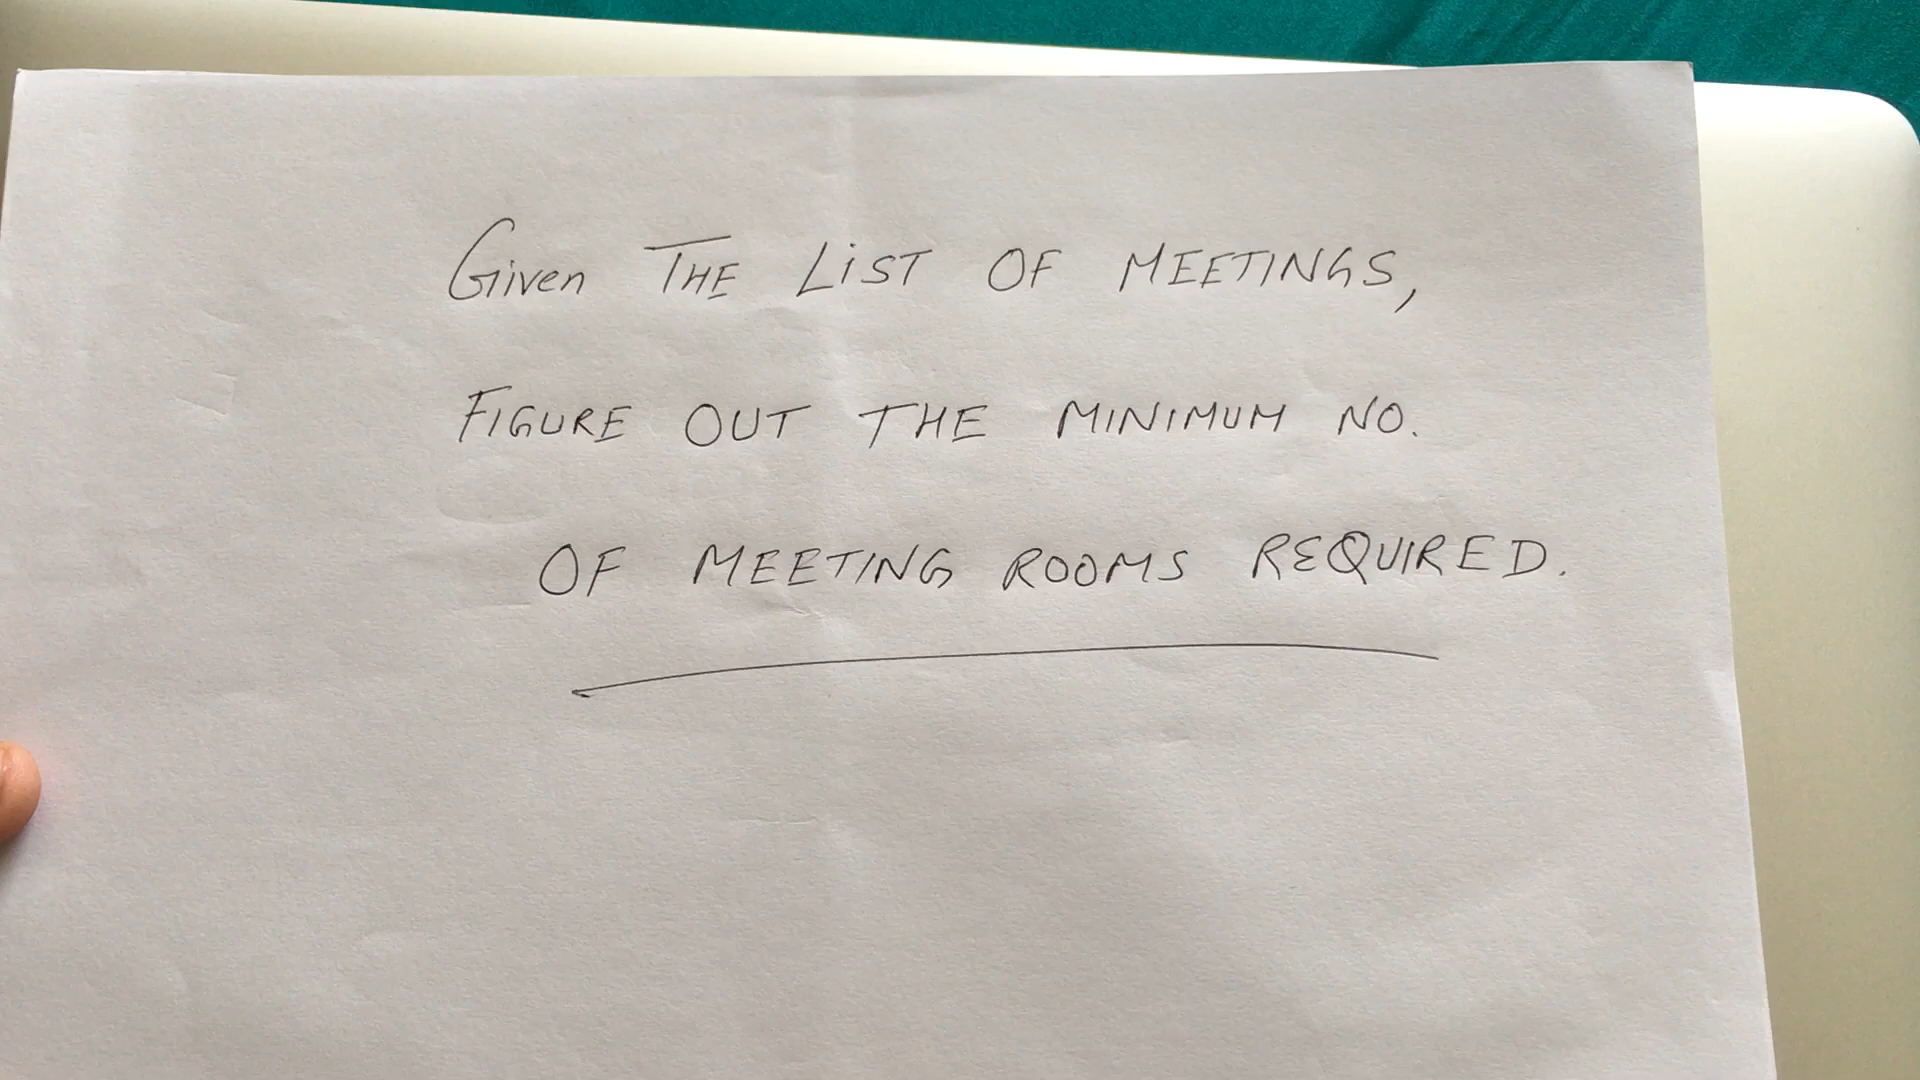 Given THE LiST OF MEETINGS,
FIGURE OUT THE MINIMUM NO.
OF MEETING ROOMS REQUIRED.